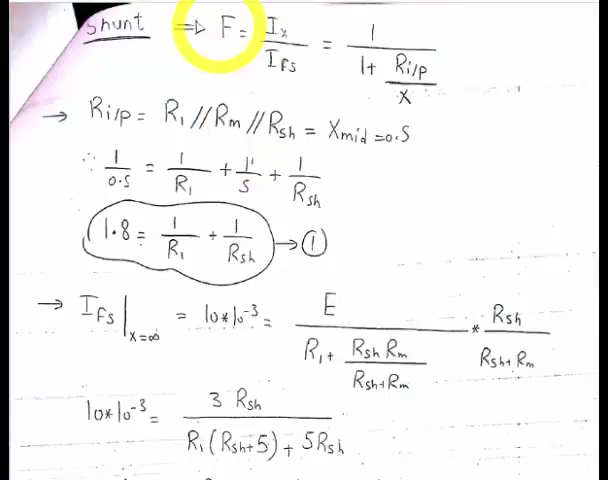 Shunt ⇒ F = Ix / IFs = 1 / (1 + (Ri/p / x))
→ Ri/p = R1 // Rm // Rsh = Xmid = 0.5
∴ 1/0.5 = 1/R1 + 1/5 + 1/Rsh
1.8 = 1/R1 + 1/Rsh → ①
→ IFs |x=∞ = 10*10^-3 = E / (R1 + (Rsh Rm / (Rsh+Rm))) * Rsh / (Rsh+Rm)
10*10^-3 = 3 Rsh / (R1(Rsh+5) + 5Rsh)